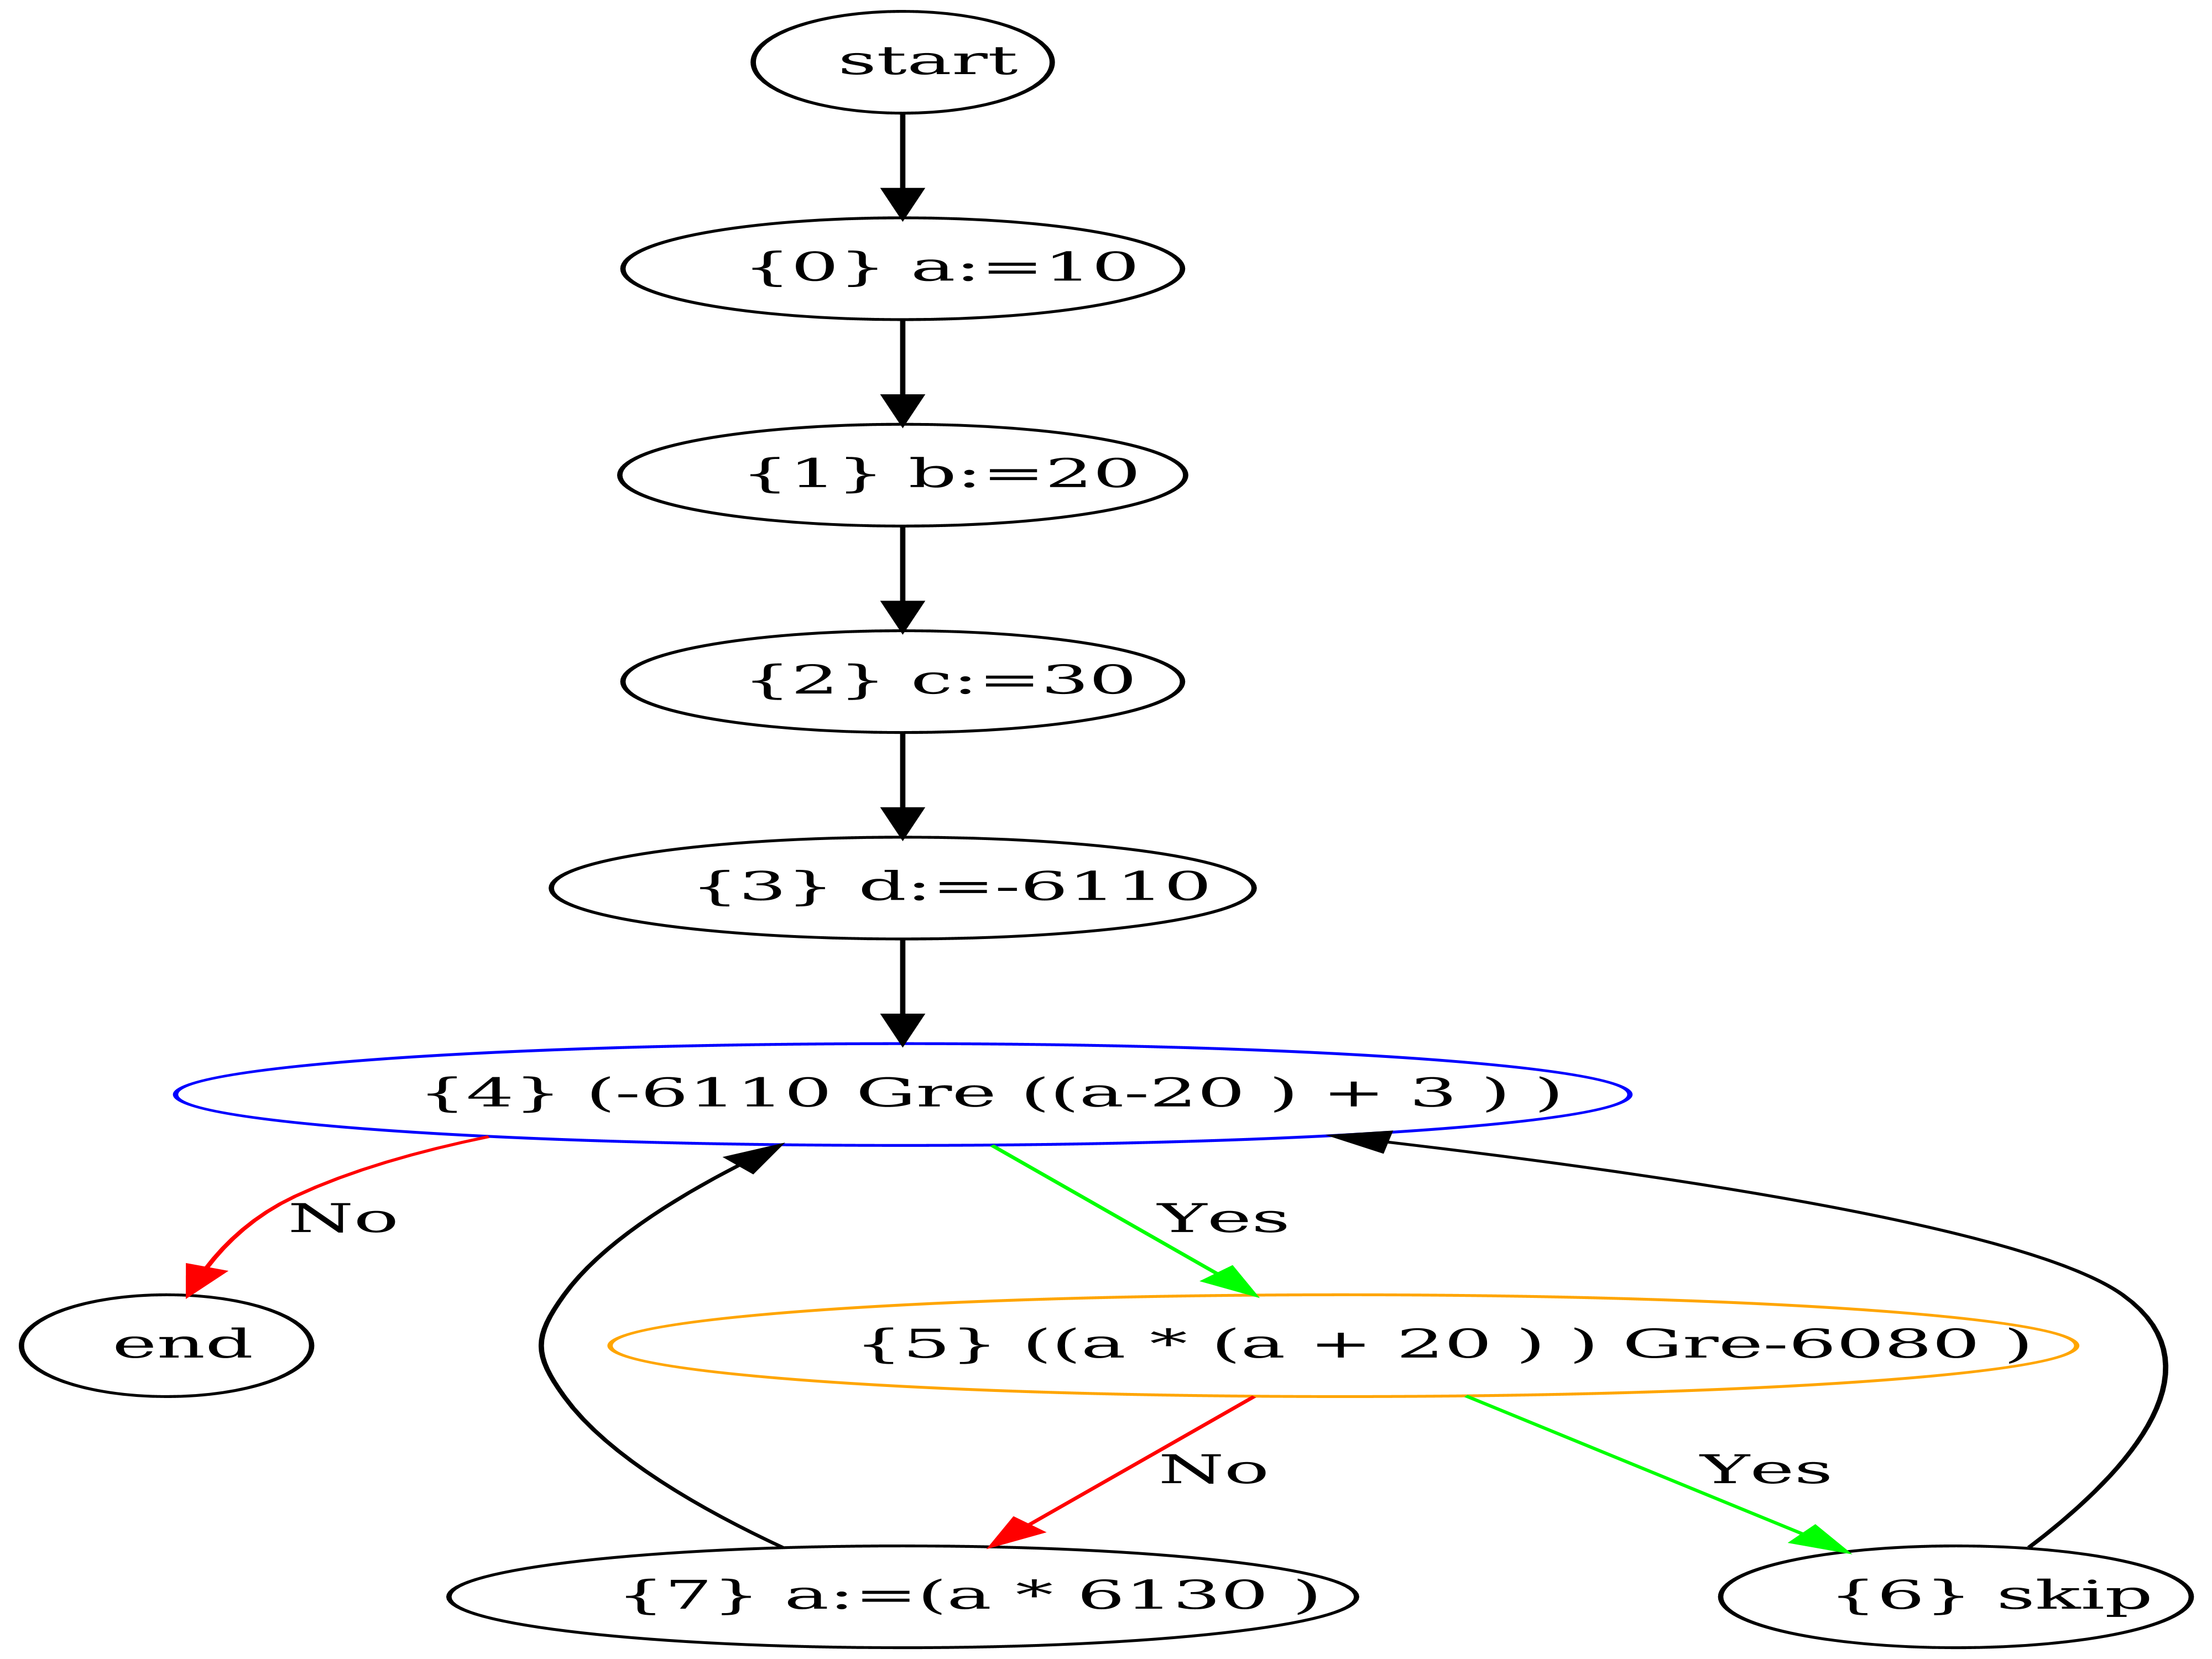 start
{0} a:=10
{1} b:=20
{2} c:=30
{3} d:=-6110
{4} (-6110 Gre ((a-20 ) + 3 ) )
No
Yes
end
{5} ((a * (a + 20 ) ) Gre-6080 )
No
Yes
{7} a:=(a * 6130 )
{6} skip